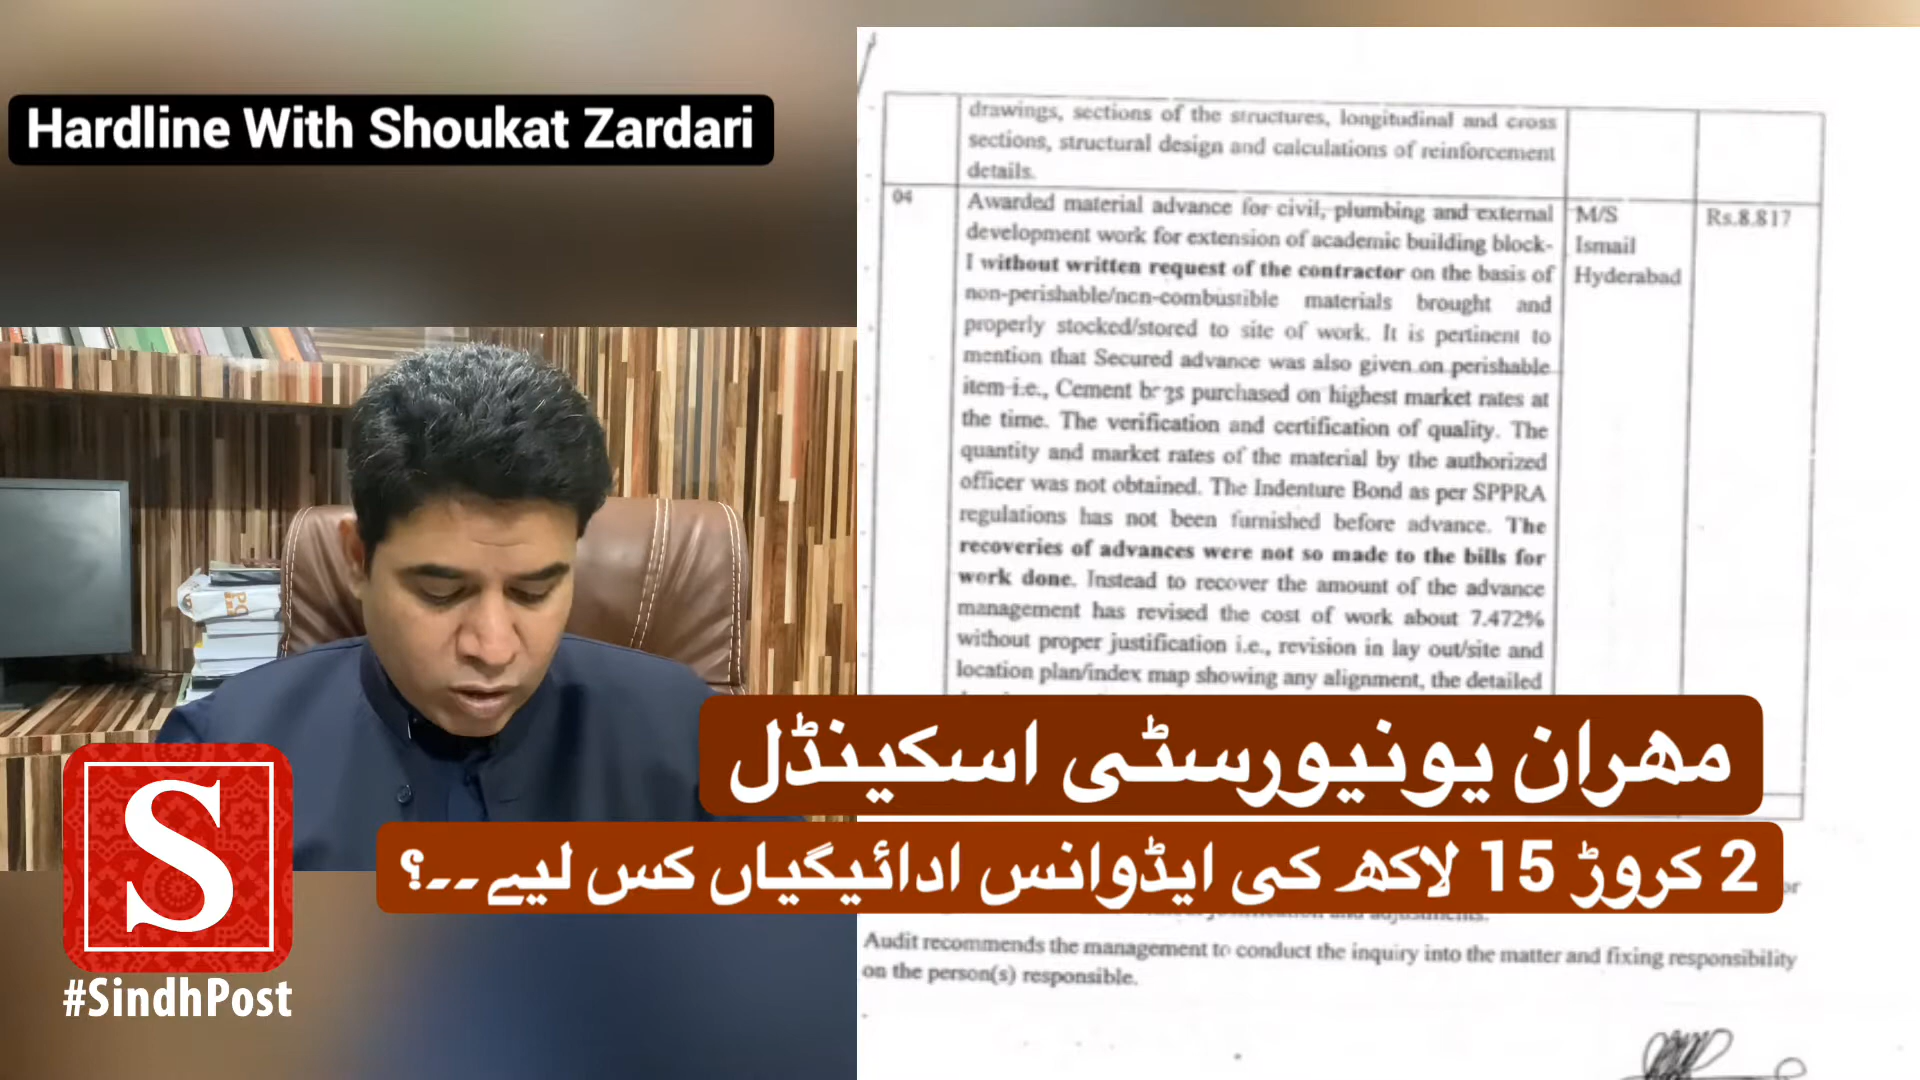 Hardline With Shoukat Zardari
drawings, sections of the structures, longitudinal and cross
sections, structural design and calculations of reinforcement
details.
04
Awarded material advance for civil, plumbing and external
development work for extension of academic building block-
I without written request of the contractor on the basis of
non-perishable/ncn-combustible materials brought and
properly stocked/stored to site of work. It is pertinent to
mention that Secured advance was also given on perishable
item i.e., Cement bags purchased on highest market rates at
the time. The verification and certification of quality. The
quantity and market rates of the material by the authorized
officer was not obtained. The Indenture Bond as per SPPRA
regulations has not been furnished before advance. The
recoveries of advances were not so made to the bills for
work done. Instead to recover the amount of the advance
management has revised the cost of work about 7.472%
without proper justification i.e., revision in lay out/site and
location plan/index map showing any alignment, the detailed
M/S
Ismail
Hyderabad
Rs.8.817
مهران یونیورسٹی اسکینڈل
2 کروڑ 15 لاکھ کی ایڈوانس ادائیگیاں کس لیے۔۔؟
and adjustments.
Audit recommends the management to conduct the inquiry into the matter and fixing responsibility
on the person(s) responsible.
S
#SindhPost